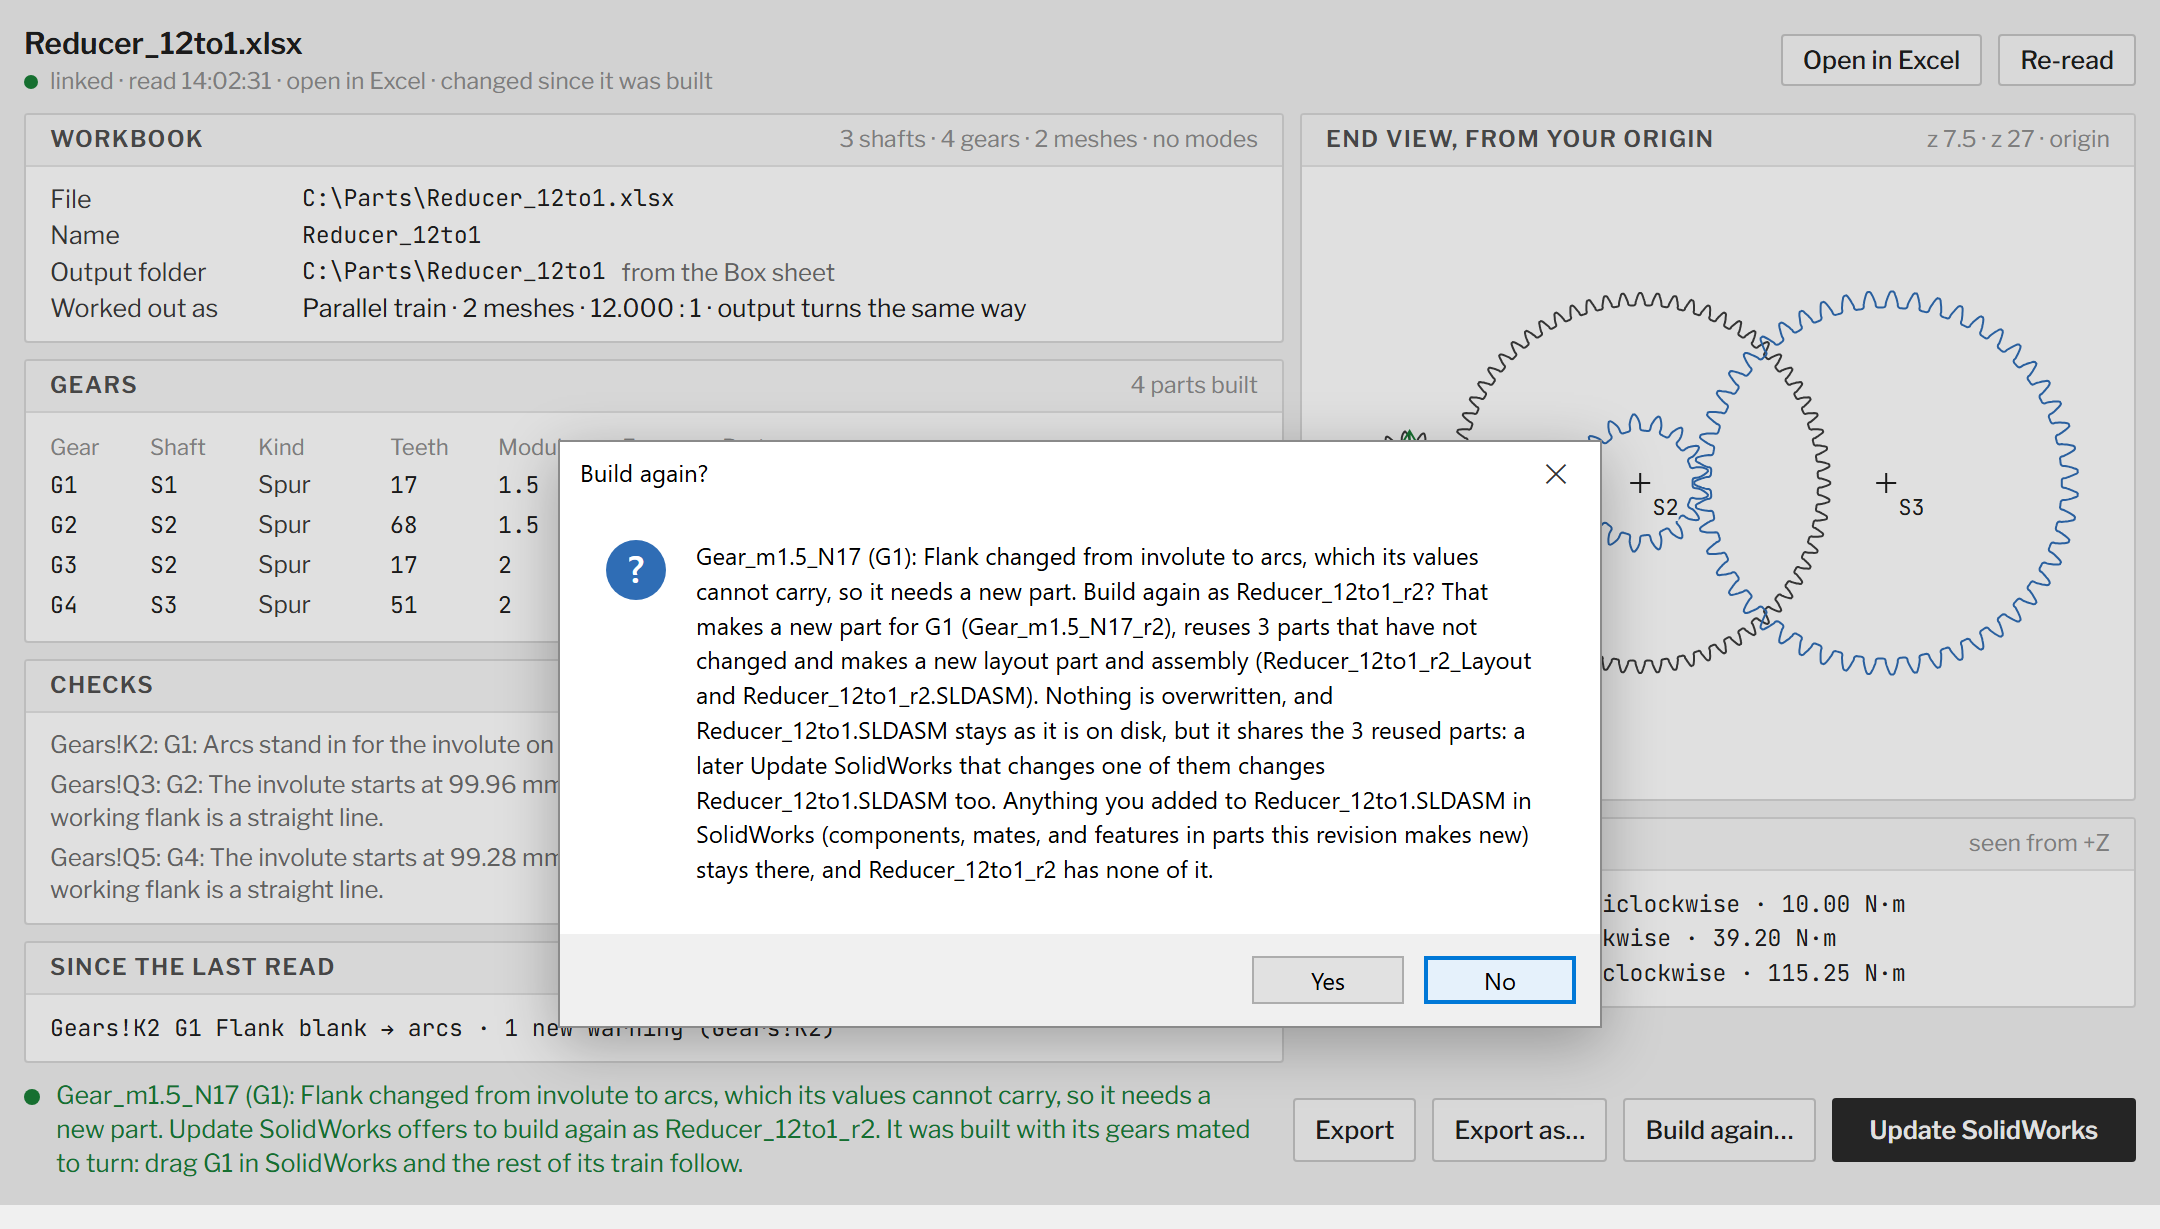 Reducer_12to1.xlsx
linked · read 14:02:31 · open in Excel · changed since it was built
Open in Excel
Re-read
WORKBOOK
3 shafts · 4 gears · 2 meshes · no modes
File C:\Parts\Reducer_12to1.xlsx
Name Reducer_12to1
Output folder C:\Parts\Reducer_12to1 from the Box sheet
Worked out as Parallel train · 2 meshes · 12.000 : 1 · output turns the same way
END VIEW, FROM YOUR ORIGIN
z 7.5 · z 27 · origin
S2
S3
GEARS
4 parts built
Gear Shaft Kind Teeth Modu
G1 S1 Spur 17 1.5
G2 S2 Spur 68 1.5
G3 S2 Spur 17 2
G4 S3 Spur 51 2
CHECKS
Gears!K2: G1: Arcs stand in for the involute on
Gears!Q3: G2: The involute starts at 99.96 mm
working flank is a straight line.
Gears!Q5: G4: The involute starts at 99.28 mm
working flank is a straight line.
SINCE THE LAST READ
Gears!K2 G1 Flank blank → arcs · 1 new warning (Gears!K2)
Build again?
Gear_m1.5_N17 (G1): Flank changed from involute to arcs, which its values
cannot carry, so it needs a new part. Build again as Reducer_12to1_r2? That
makes a new part for G1 (Gear_m1.5_N17_r2), reuses 3 parts that have not
changed and makes a new layout part and assembly (Reducer_12to1_r2_Layout
and Reducer_12to1_r2.SLDASM). Nothing is overwritten, and
Reducer_12to1.SLDASM stays as it is on disk, but it shares the 3 reused parts: a
later Update SolidWorks that changes one of them changes
Reducer_12to1.SLDASM too. Anything you added to Reducer_12to1.SLDASM in
SolidWorks (components, mates, and features in parts this revision makes new)
stays there, and Reducer_12to1_r2 has none of it.
Yes
No
seen from +Z
iclockwise · 10.00 N·m
kwise · 39.20 N·m
clockwise · 115.25 N·m
Gear_m1.5_N17 (G1): Flank changed from involute to arcs, which its values cannot carry, so it needs a
new part. Update SolidWorks offers to build again as Reducer_12to1_r2. It was built with its gears mated
to turn: drag G1 in SolidWorks and the rest of its train follow.
Export
Export as...
Build again...
Update SolidWorks